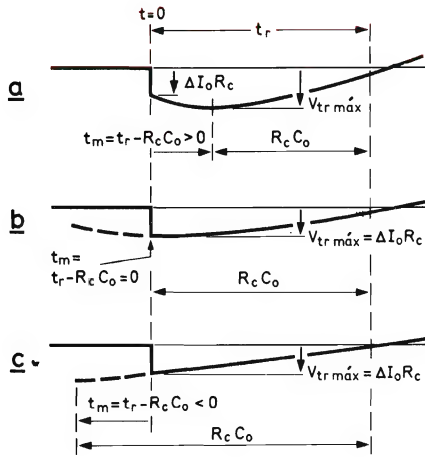 t=0
t_r
a
ΔI_oR_c
V_tr máx
t_m=t_r-R_cC_o>0
R_cC_o
b
V_tr máx=ΔI_oR_c
t_m=
t_r-R_cC_o=0
R_cC_o
c
V_tr máx=ΔI_oR_c
t_m=t_r-R_cC_o<0
R_cC_o